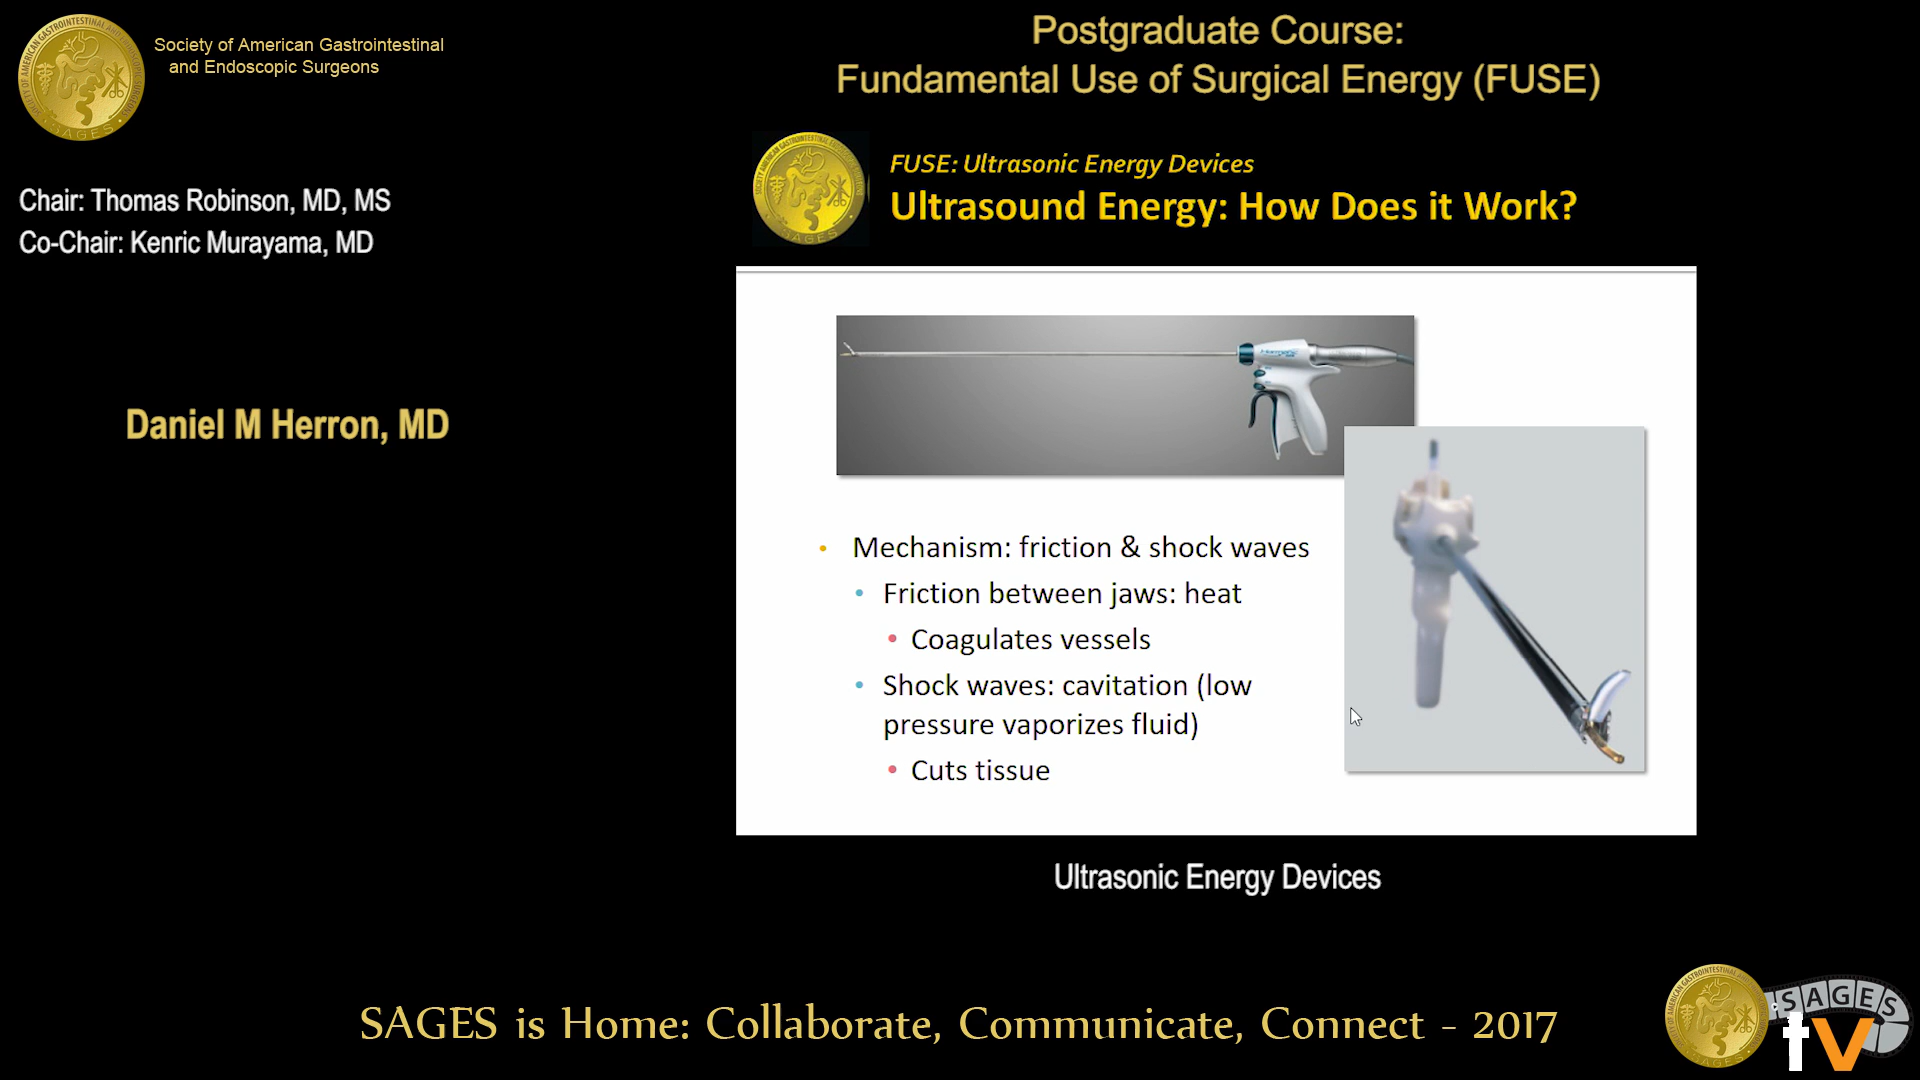 Society of American Gastrointestinal
and Endoscopic Surgeons
Postgraduate Course:
Fundamental Use of Surgical Energy (FUSE)
Chair: Thomas Robinson, MD, MS
Co-Chair: Kenric Murayama, MD
Daniel M Herron, MD
FUSE: Ultrasonic Energy Devices
Ultrasound Energy: How Does it Work?
• Mechanism: friction & shock waves
• Friction between jaws: heat
• Coagulates vessels
• Shock waves: cavitation (low
pressure vaporizes fluid)
• Cuts tissue
Ultrasonic Energy Devices
SAGES is Home: Collaborate, Communicate, Connect - 2017
SAGES
tv